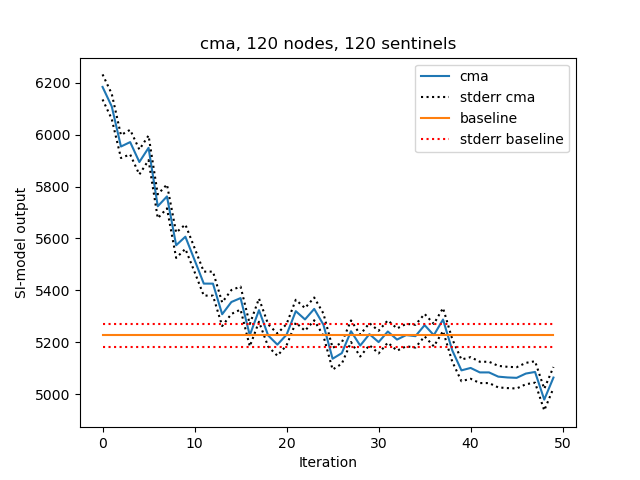 cma, 120 nodes, 120 sentinels
cma
stderr cma
baseline
stderr baseline
SI-model output
6200
6000
5800
5600
5400
5200
5000
0 10 20 30 40 50
Iteration